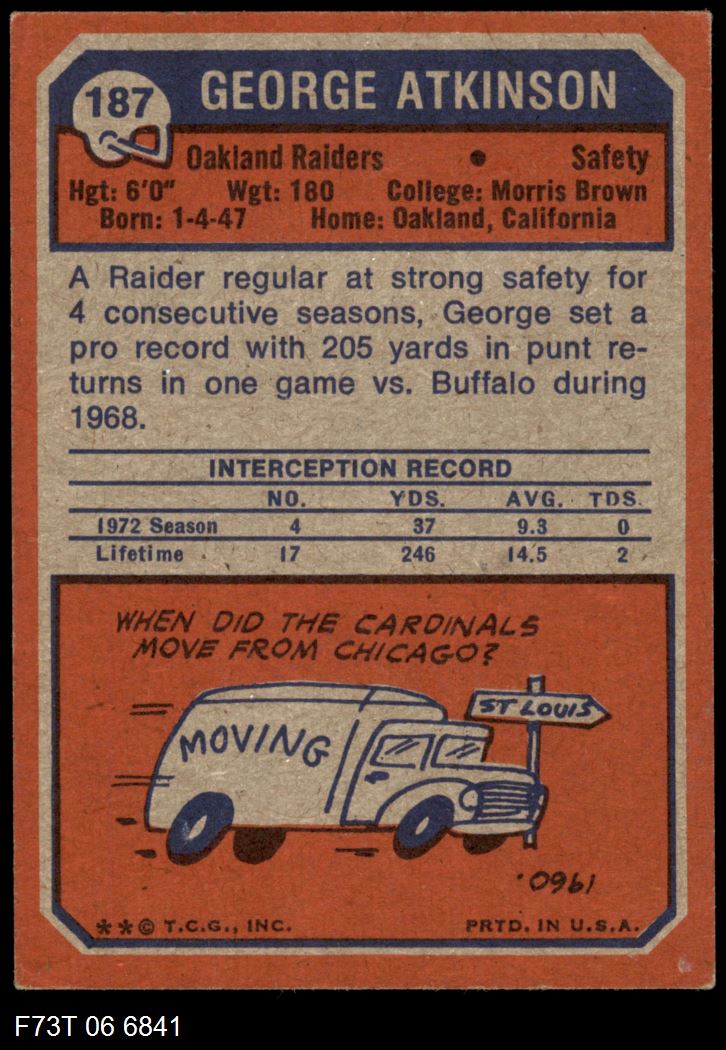 187
GEORGE ATKINSON
Oakland Raiders • Safety
Hgt: 6'0" Wgt: 180 College: Morris Brown
Born: 1-4-47 Home: Oakland, California
A Raider regular at strong safety for
4 consecutive seasons, George set a
pro record with 205 yards in punt re-
turns in one game vs. Buffalo during
1968.
INTERCEPTION RECORD
NO. YDS. AVG. TDS.
1972 Season 4 37 9.3 0
Lifetime 17 246 14.5 2
WHEN DID THE CARDINALS
MOVE FROM CHICAGO?
ST LOUIS
MOVING
1960.
**© T.C.G., INC. PRTD. IN U.S.A.
F73T 06 6841